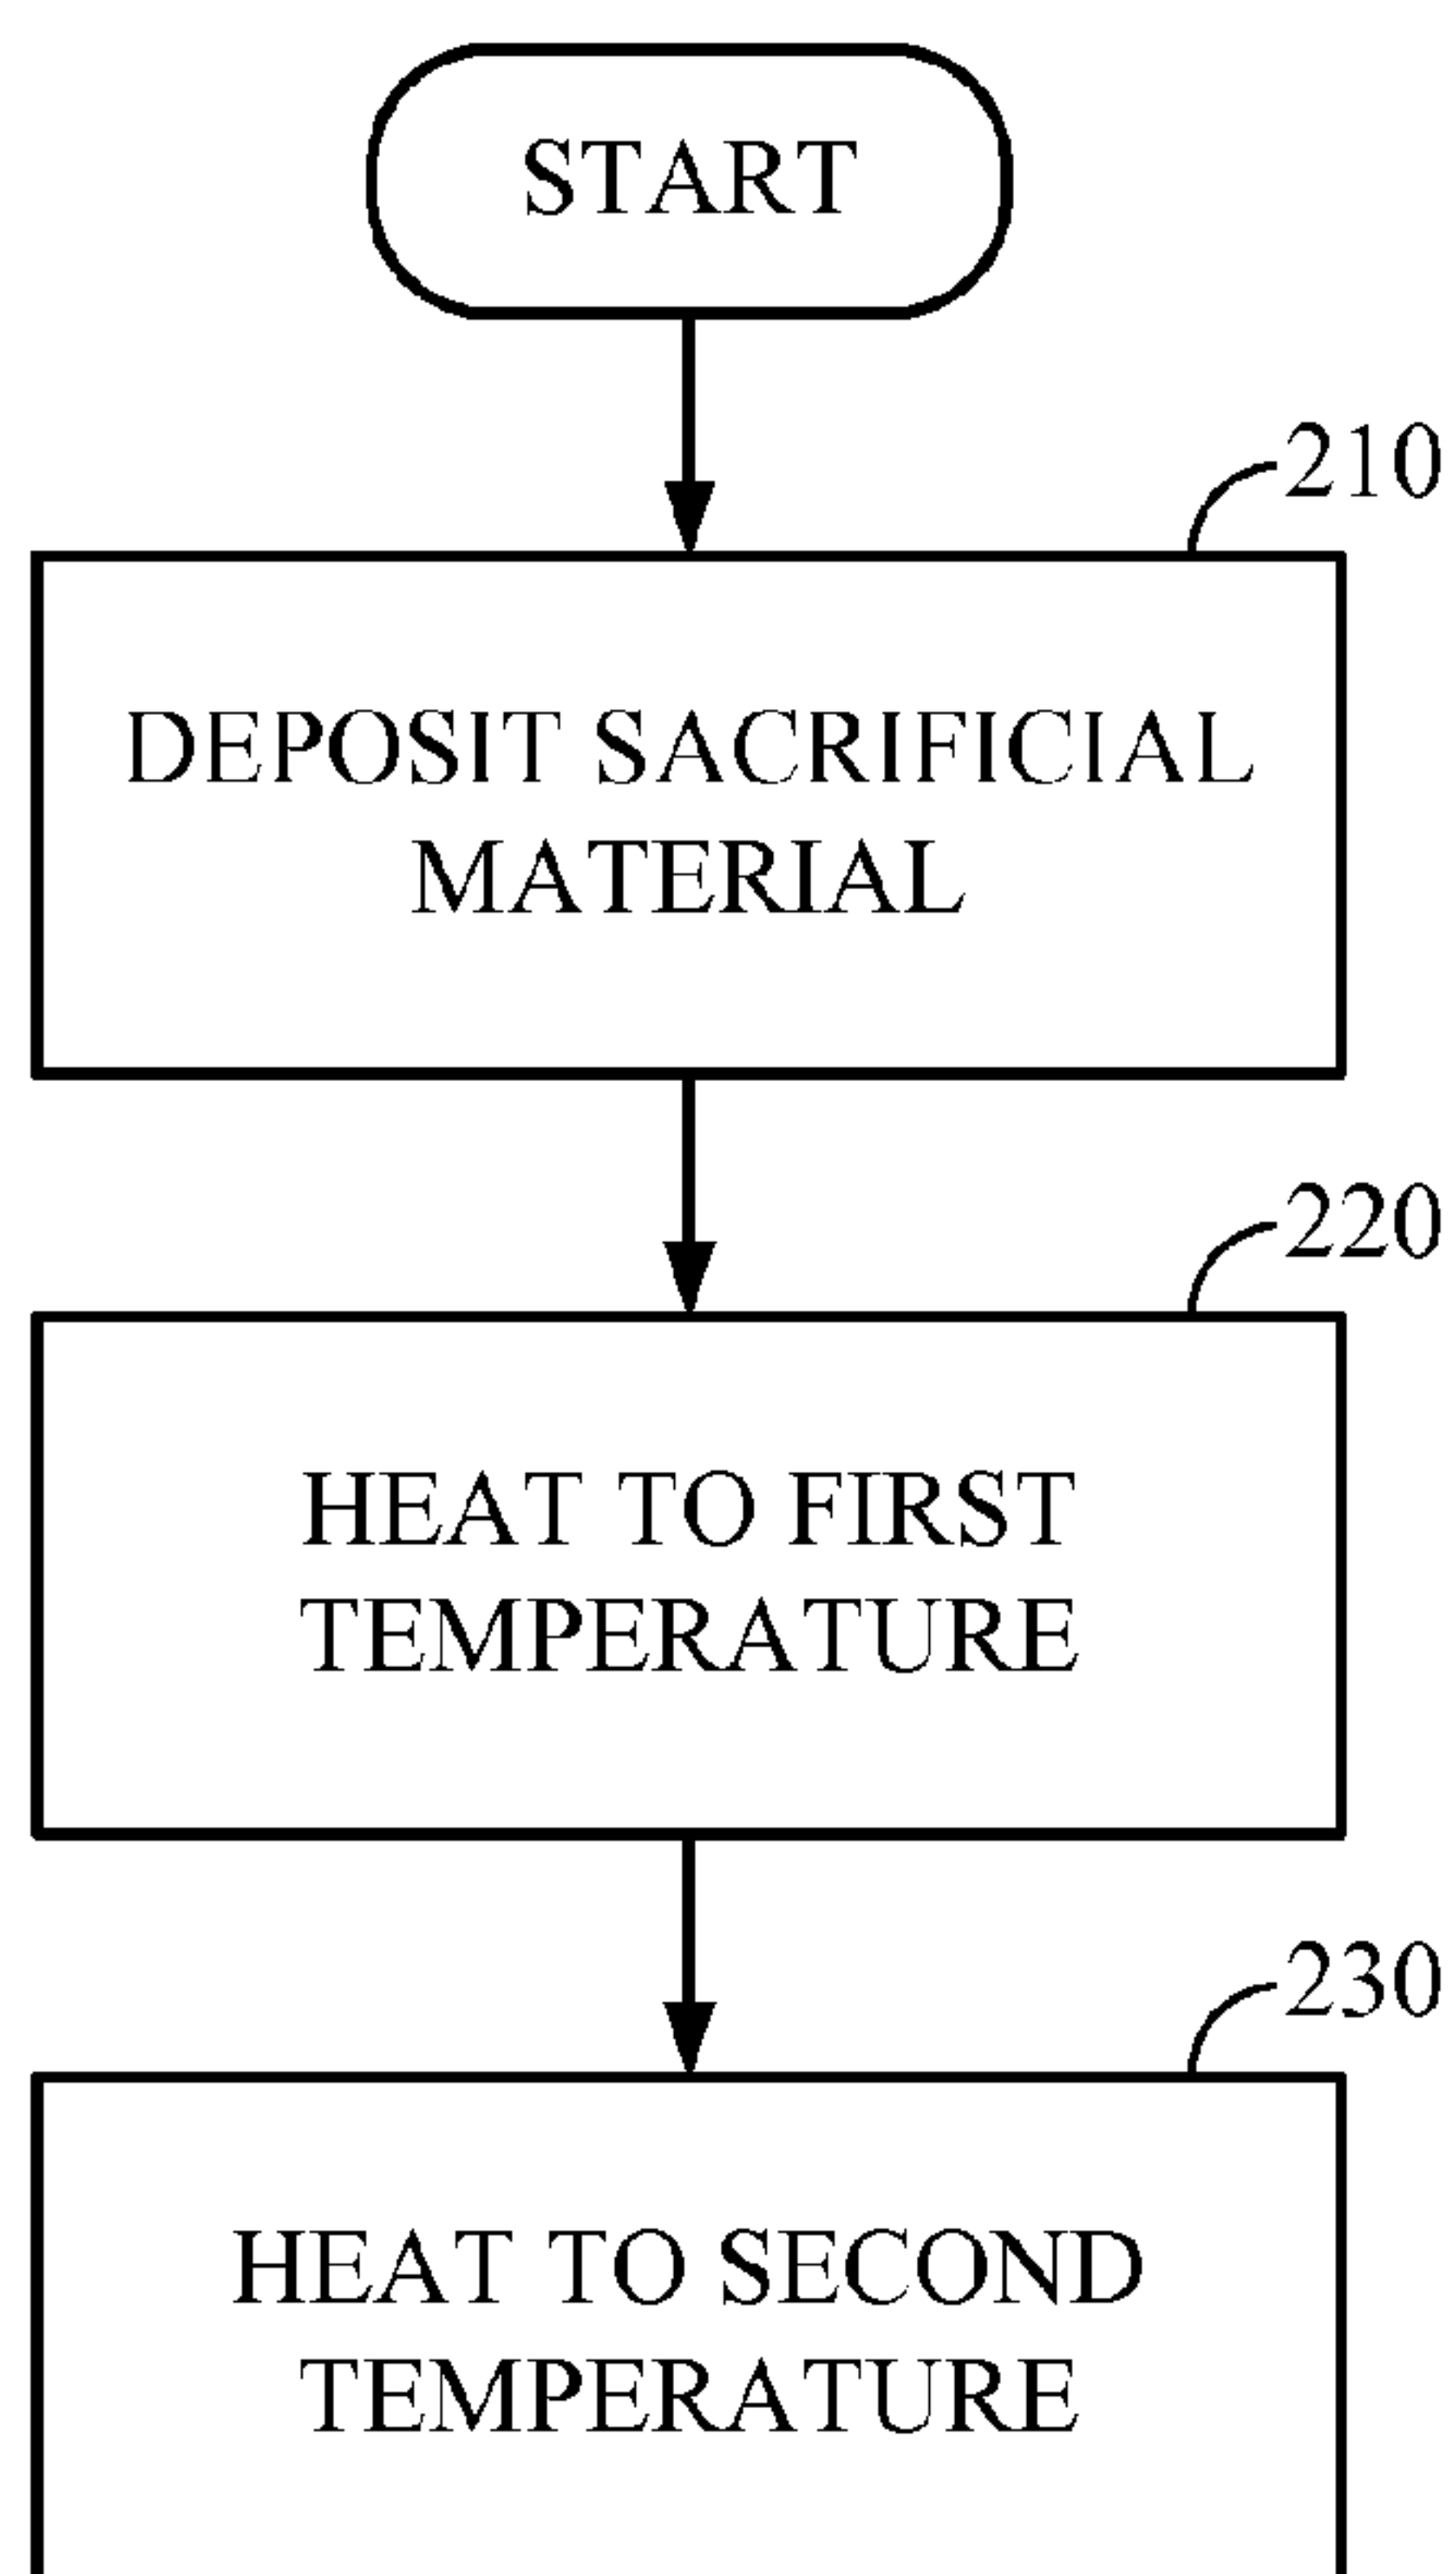 START
210
DEPOSIT SACRIFICIAL
MATERIAL
220
HEAT TO FIRST
TEMPERATURE
230
HEAT TO SECOND
TEMPERATURE